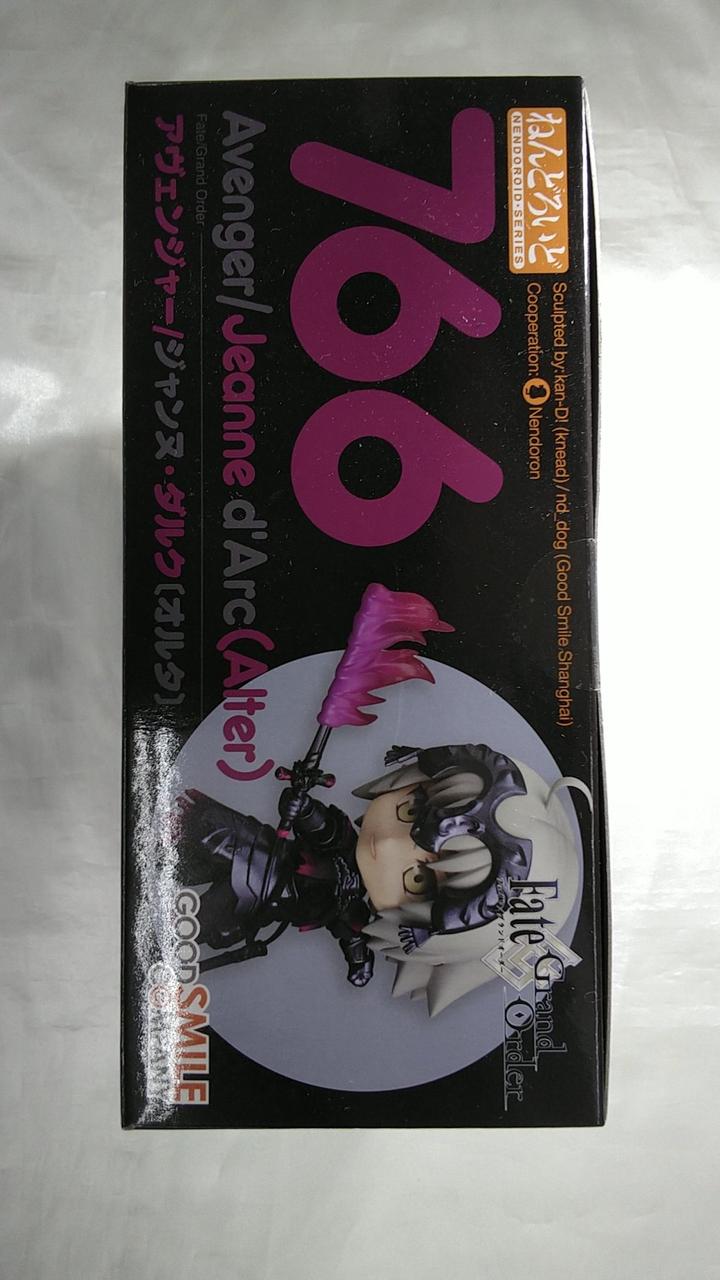 ねんどろいど
NENDOROID・SERIES
Sculpted by:kan-D! (knead) / nd_dog (Good Smile Shanghai)
Cooperation: Nendoron
766
Avenger/Jeanne d'Arc (Alter)
Fate/Grand Order
アヴェンジャー/ジャンヌ・ダルク〔オルタ〕
Fate
Grand
Order
GOOD SMILE
COMPANY